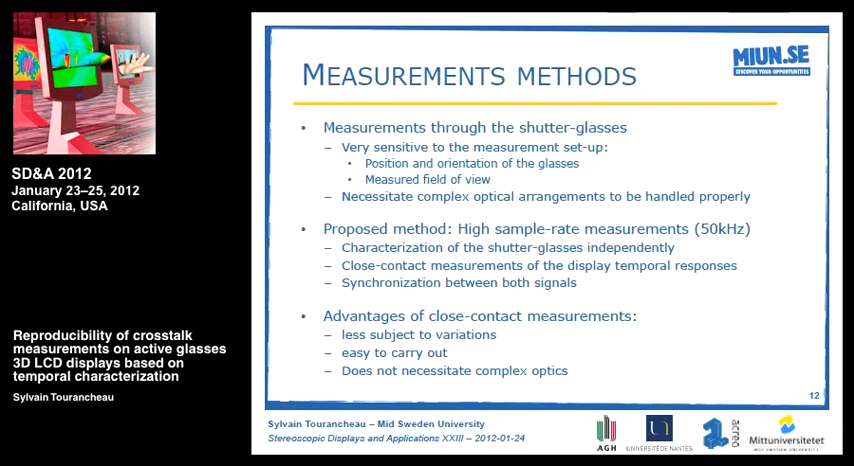 SD&A 2012
January 23–25, 2012
California, USA
Reproducibility of crosstalk
measurements on active glasses
3D LCD displays based on
temporal characterization
Sylvain Tourancheau
MIUN.SE
DISCOVER YOUR OPPORTUNITIES
MEASUREMENTS METHODS
• Measurements through the shutter-glasses
– Very sensitive to the measurement set-up:
• Position and orientation of the glasses
• Measured field of view
– Necessitate complex optical arrangements to be handled properly
• Proposed method: High sample-rate measurements (50kHz)
– Characterization of the shutter-glasses independently
– Close-contact measurements of the display temporal responses
– Synchronization between both signals
• Advantages of close-contact measurements:
– less subject to variations
– easy to carry out
– Does not necessitate complex optics
12
Sylvain Tourancheau – Mid Sweden University
Stereoscopic Displays and Applications XXIII – 2012-01-24
AGH
UNIVERSITÉ DE NANTES
acreo
Mittuniversitetet
MID SWEDEN UNIVERSITY